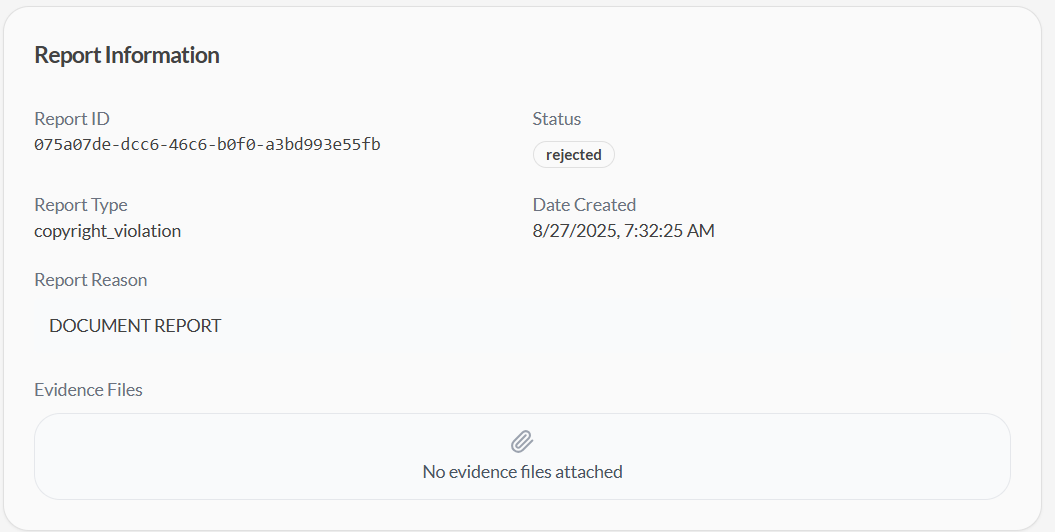 Report Information
Report ID
075a07de-dcc6-46c6-b0f0-a3bd993e55fb
Status
rejected
Report Type
copyright_violation
Date Created
8/27/2025, 7:32:25 AM
Report Reason
DOCUMENT REPORT
Evidence Files
No evidence files attached